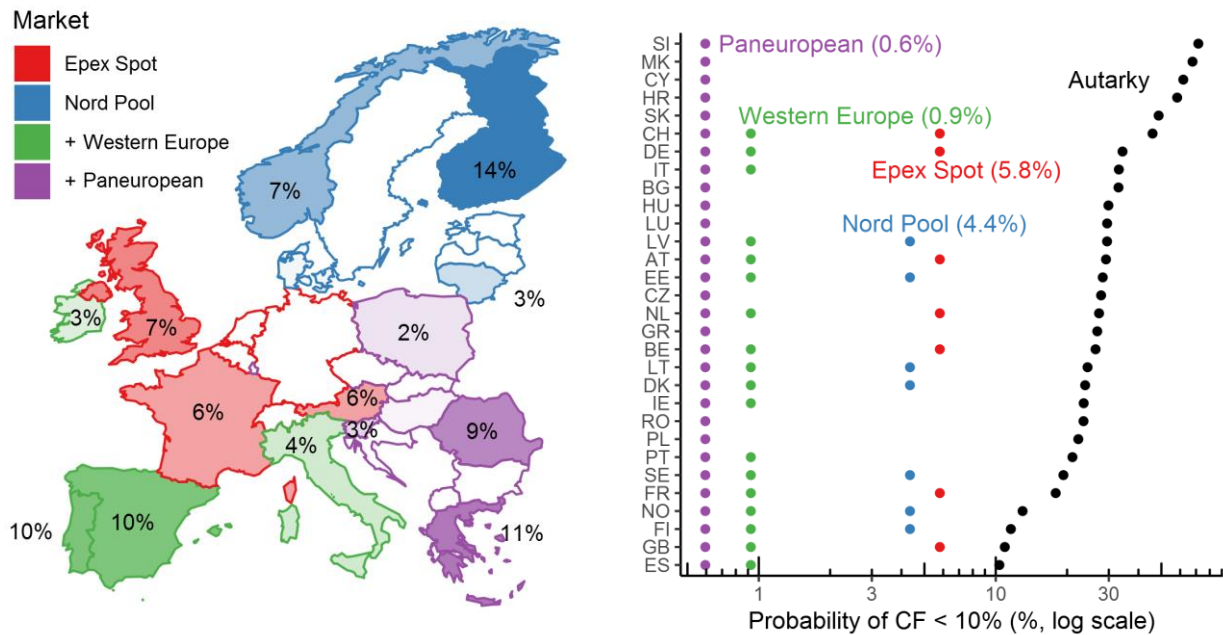 Market
Epex Spot
Nord Pool
+ Western Europe
+ Paneuropean
14%
7%
3%
3%
7%
2%
6%
6%
3%
9%
4%
10%
10%
11%
SI
MK
CY
HR
SK
CH
DE
IT
BG
HU
LU
LV
AT
EE
CZ
NL
GR
BE
LT
DK
IE
RO
PL
PT
SE
FR
NO
FI
GB
ES
Paneuropean (0.6%)
Autarky
Western Europe (0.9%)
Epex Spot (5.8%)
Nord Pool (4.4%)
1
3
10
30
Probability of CF < 10% (%, log scale)